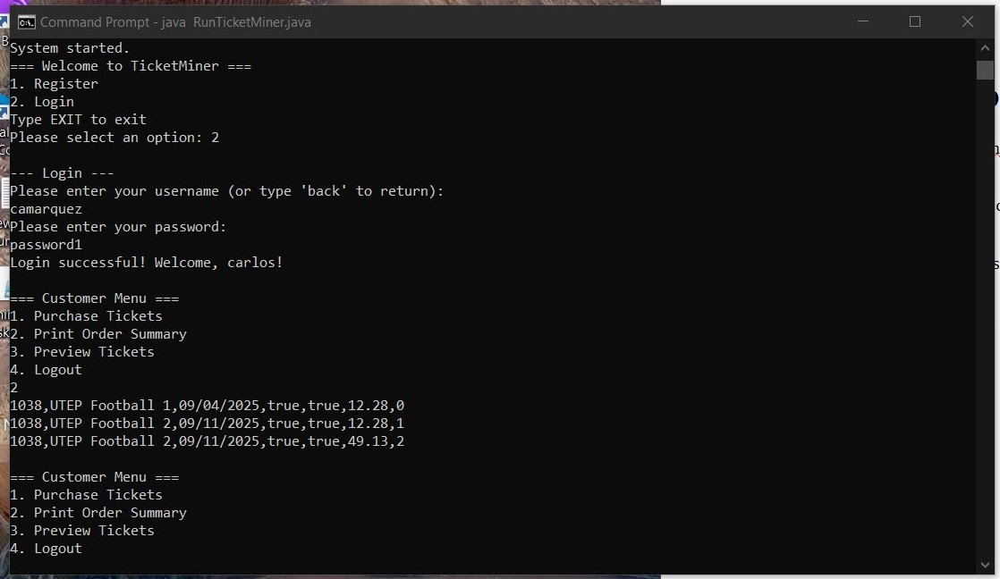 Command Prompt - java RunTicketMiner.java
System started.
=== Welcome to TicketMiner ===
1. Register
2. Login
Type EXIT to exit
Please select an option: 2
--- Login ---
Please enter your username (or type 'back' to return):
camarquez
Please enter your password:
password1
Login successful! Welcome, carlos!
=== Customer Menu ===
1. Purchase Tickets
2. Print Order Summary
3. Preview Tickets
4. Logout
2
1038,UTEP Football 1,09/04/2025,true,true,12.28,0
1038,UTEP Football 2,09/11/2025,true,true,12.28,1
1038,UTEP Football 2,09/11/2025,true,true,49.13,2
=== Customer Menu ===
1. Purchase Tickets
2. Print Order Summary
3. Preview Tickets
4. Logout